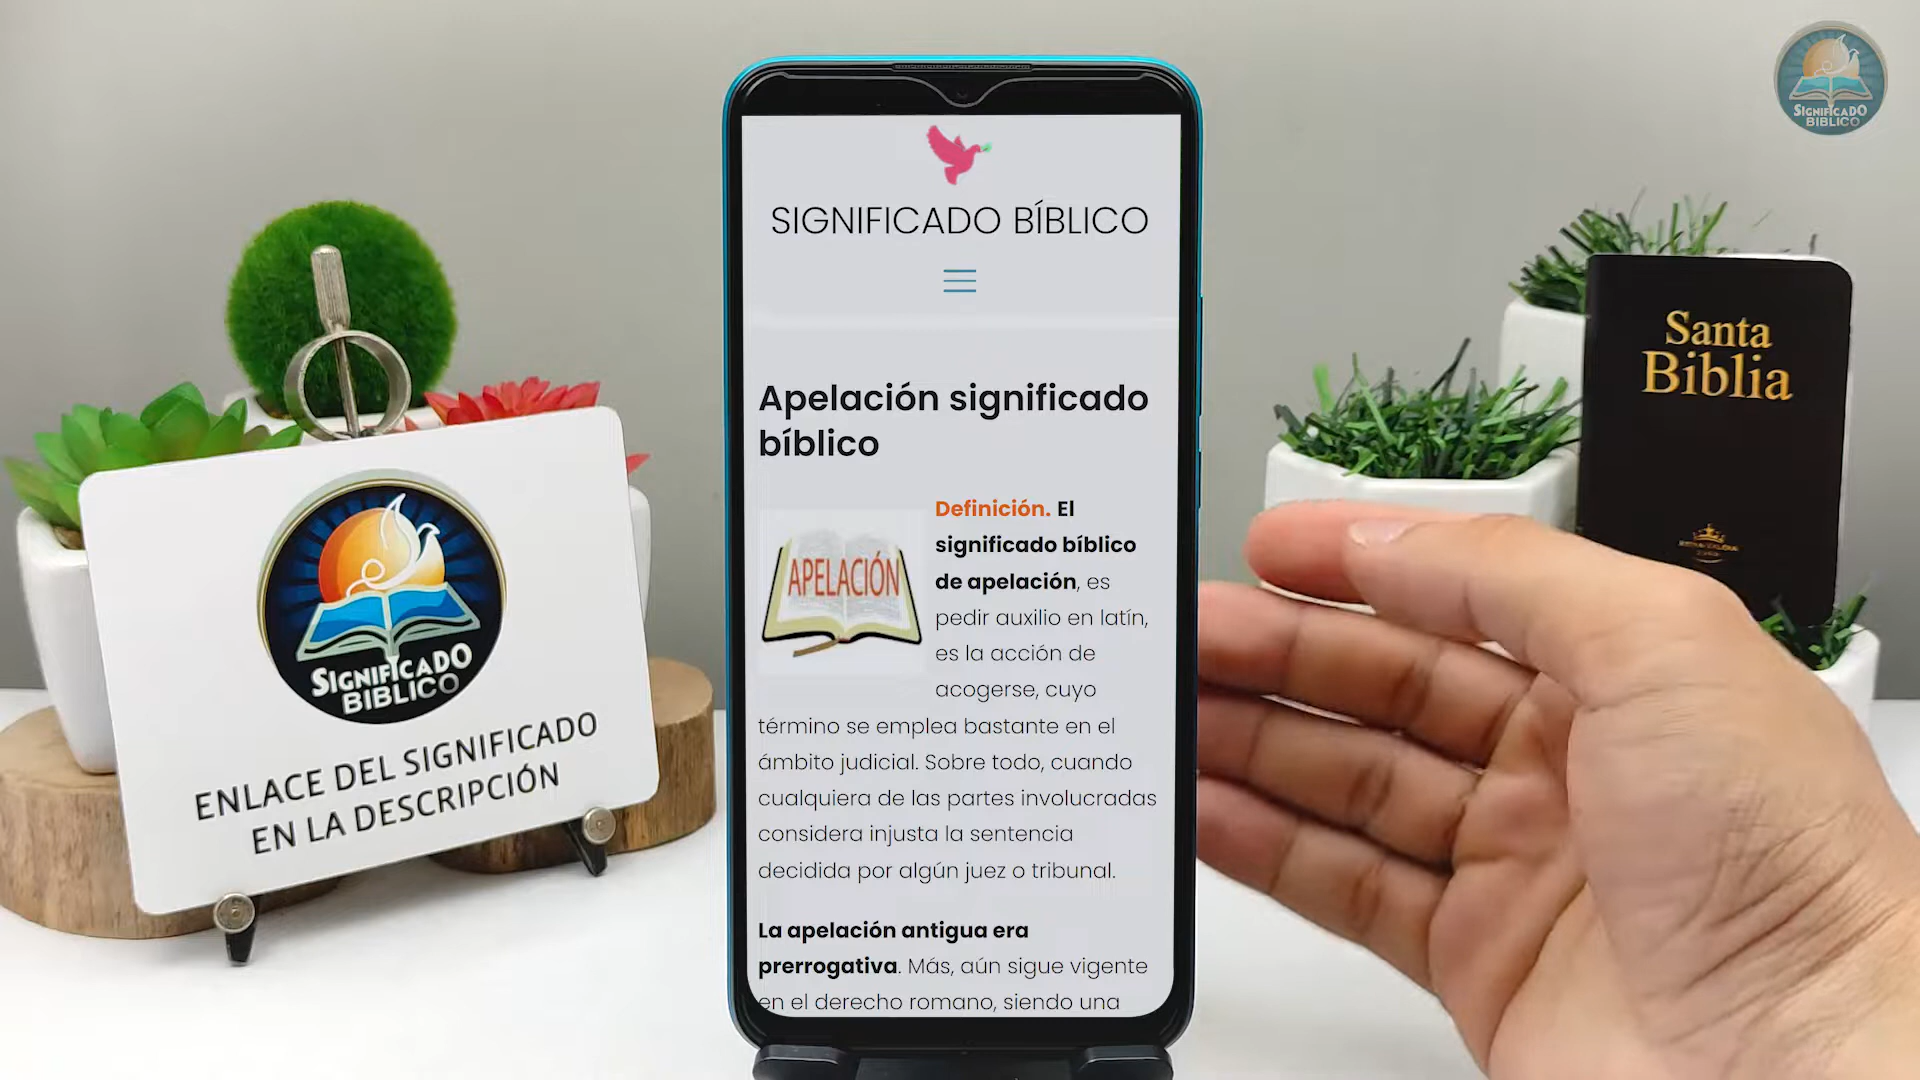 SIGNIFICADO
BIBLICO
SIGNIFICADO BÍBLICO
Apelación significado
bíblico
APELACIÓN
Definición. El
significado bíblico
de apelación, es
pedir auxilio en latín,
es la acción de
acogerse, cuyo
término se emplea bastante en el
ámbito judicial. Sobre todo, cuando
cualquiera de las partes involucradas
considera injusta la sentencia
decidida por algún juez o tribunal.
La apelación antigua era
prerrogativa. Más, aún sigue vigente
en el derecho romano, siendo una
SIGNIFICADO
BIBLICO
ENLACE DEL SIGNIFICADO
EN LA DESCRIPCIÓN
Santa
Biblia